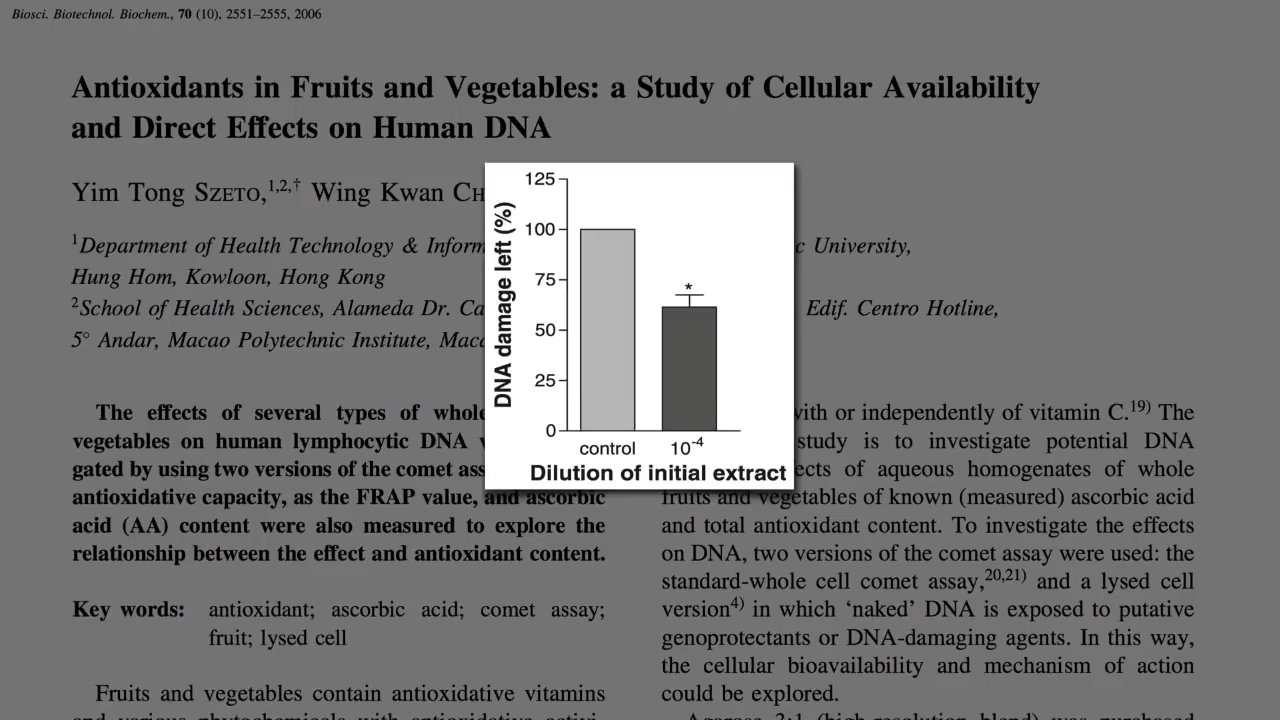 Biosci. Biotechnol. Biochem., 70 (10), 2551–2555, 2006
Antioxidants in Fruits and Vegetables: a Study of Cellular Availability
and Direct Effects on Human DNA
Yim Tong SZETO,1,2,† Wing Kwan
1Department of Health Technology &
University,
Hung Hom, Kowloon, Hong Kong
2School of Health Sciences, Alameda Dr.
Edif. Centro Hotline,
5° Andar, Macao Polytechnic Institute,
125
100
75
50
25
0
DNA damage left (%)
*
control
10-4
Dilution of initial extract
The effects of several types of whole
vegetables on human lymphocytic DNA
gated by using two versions of the comet
antioxidative capacity, as the FRAP value, and ascorbic
acid (AA) content were also measured to explore the
relationship between the effect and antioxidant content.
Key words: antioxidant; ascorbic acid; comet assay;
fruit; lysed cell
Fruits and vegetables contain antioxidative vitamins
with or independently of vitamin C.19) The
study is to investigate potential DNA
of aqueous homogenates of whole
fruits and vegetables of known (measured) ascorbic acid
and total antioxidant content. To investigate the effects
on DNA, two versions of the comet assay were used: the
standard-whole cell comet assay,20,21) and a lysed cell
version4) in which ‘naked’ DNA is exposed to putative
genoprotectants or DNA-damaging agents. In this way,
the cellular bioavailability and mechanism of action
could be explored.